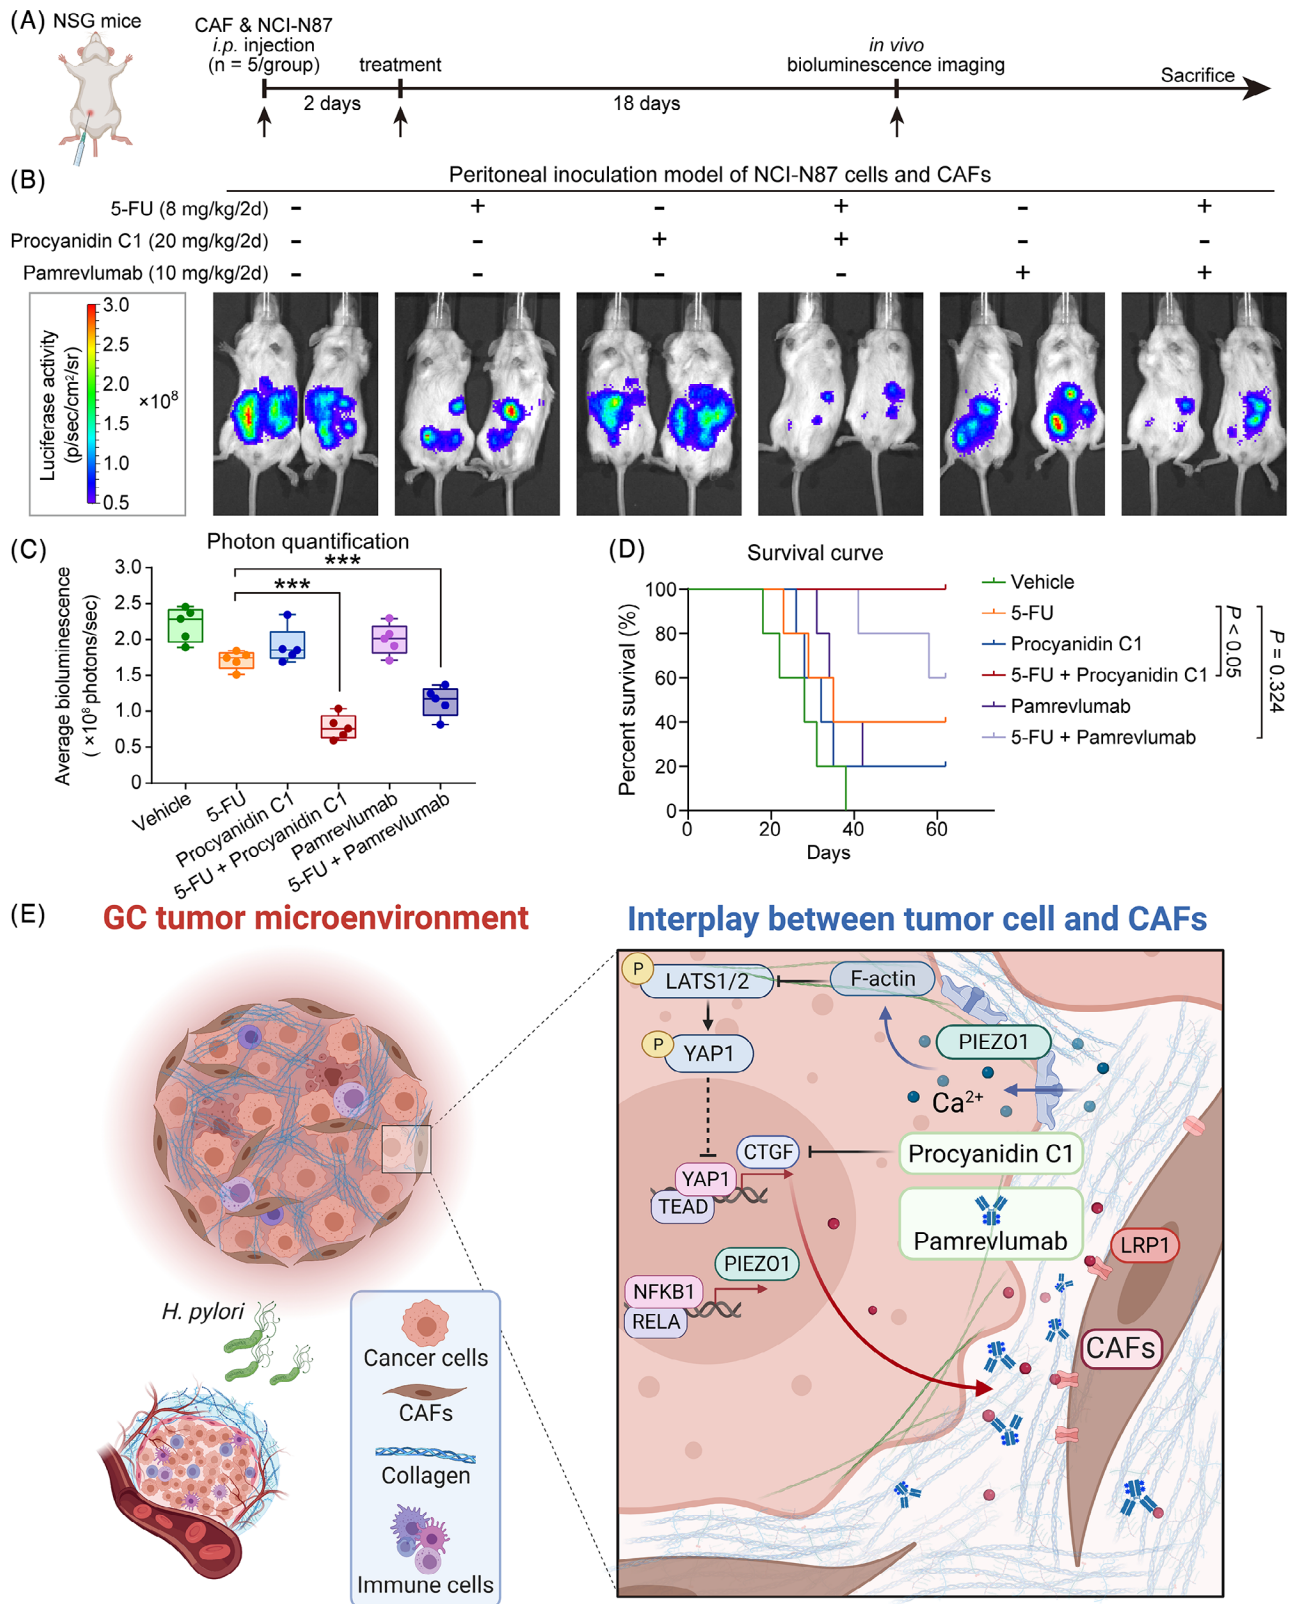 (A)
NSG mice
CAF & NCI-N87
i.p. injection
(n = 5/group)
treatment
in vivo
bioluminescence imaging
Sacrifice
2 days
18 days
(B)
Peritoneal inoculation model of NCI-N87 cells and CAFs
5-FU (8 mg/kg/2d) - + - + - +
Procyanidin C1 (20 mg/kg/2d) - - + + - -
Pamrevlumab (10 mg/kg/2d) - - - - + +
Luciferase activity
(p/sec/cm²/sr)
3.0
2.5
2.0
1.5
1.0
0.5
×10⁸
(C)
Photon quantification
***
***
Average bioluminescence
( ×10⁸ photons/sec)
3.0
2.5
2.0
1.5
1.0
0.5
0
Vehicle
5-FU
Procyanidin C1
5-FU + Procyanidin C1
Pamrevlumab
5-FU + Pamrevlumab
(D)
Survival curve
Percent survival (%)
100
80
60
40
20
0
0 20 40 60
Days
Vehicle
5-FU
Procyanidin C1
5-FU + Procyanidin C1
Pamrevlumab
5-FU + Pamrevlumab
P < 0.05
P = 0.324
(E)
GC tumor microenvironment
H. pylori
Cancer cells
CAFs
Collagen
Immune cells
Interplay between tumor cell and CAFs
P
LATS1/2
F-actin
P
YAP1
PIEZO1
Ca²⁺
CTGF
Procyanidin C1
YAP1
TEAD
Pamrevlumab
LRP1
PIEZO1
NFKB1
RELA
CAFs